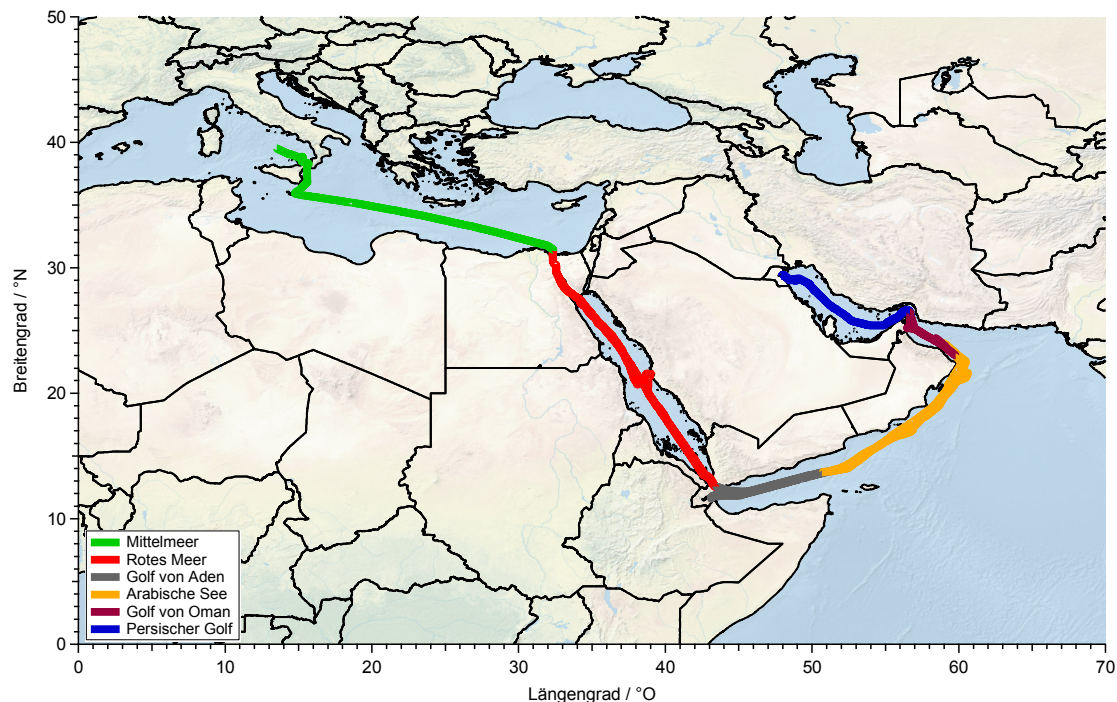 50
40
30
20
10
0
Breitengrad / °N
Mittelmeer
Rotes Meer
Golf von Aden
Arabische See
Golf von Oman
Persischer Golf
0 10 20 30 40 50 60 70
Längengrad / °O